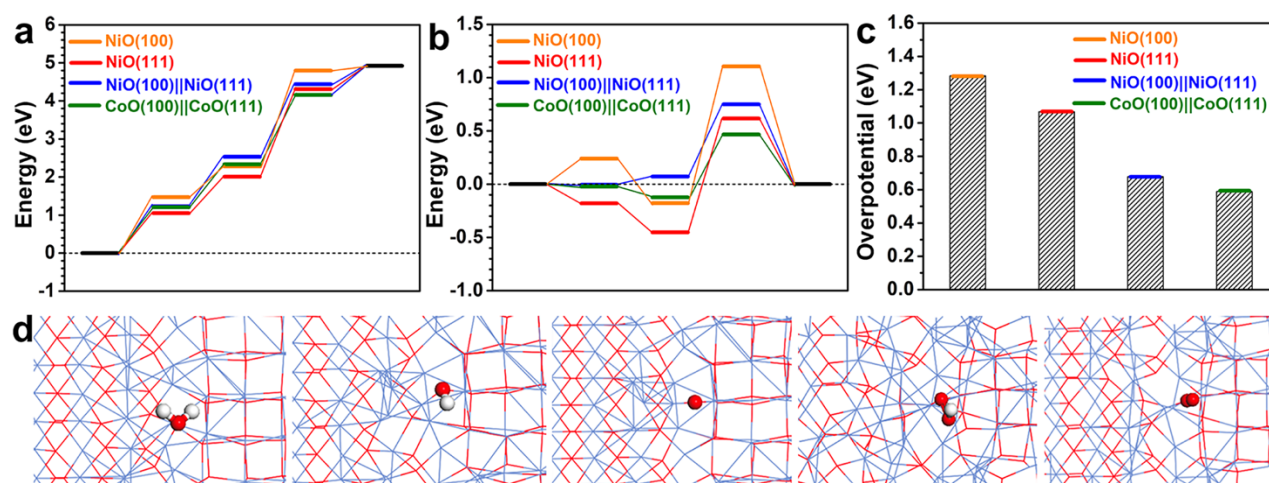 a
NiO(100)
NiO(111)
NiO(100)||NiO(111)
CoO(100)||CoO(111)
Energy (eV)
6
5
4
3
2
1
0
-1
b
NiO(100)
NiO(111)
NiO(100)||NiO(111)
CoO(100)||CoO(111)
Energy (eV)
1.5
1.0
0.5
0.0
-0.5
-1.0
c
NiO(100)
NiO(111)
NiO(100)||NiO(111)
CoO(100)||CoO(111)
Overpotential (eV)
1.6
1.4
1.2
1.0
0.8
0.6
0.4
0.2
0.0
d